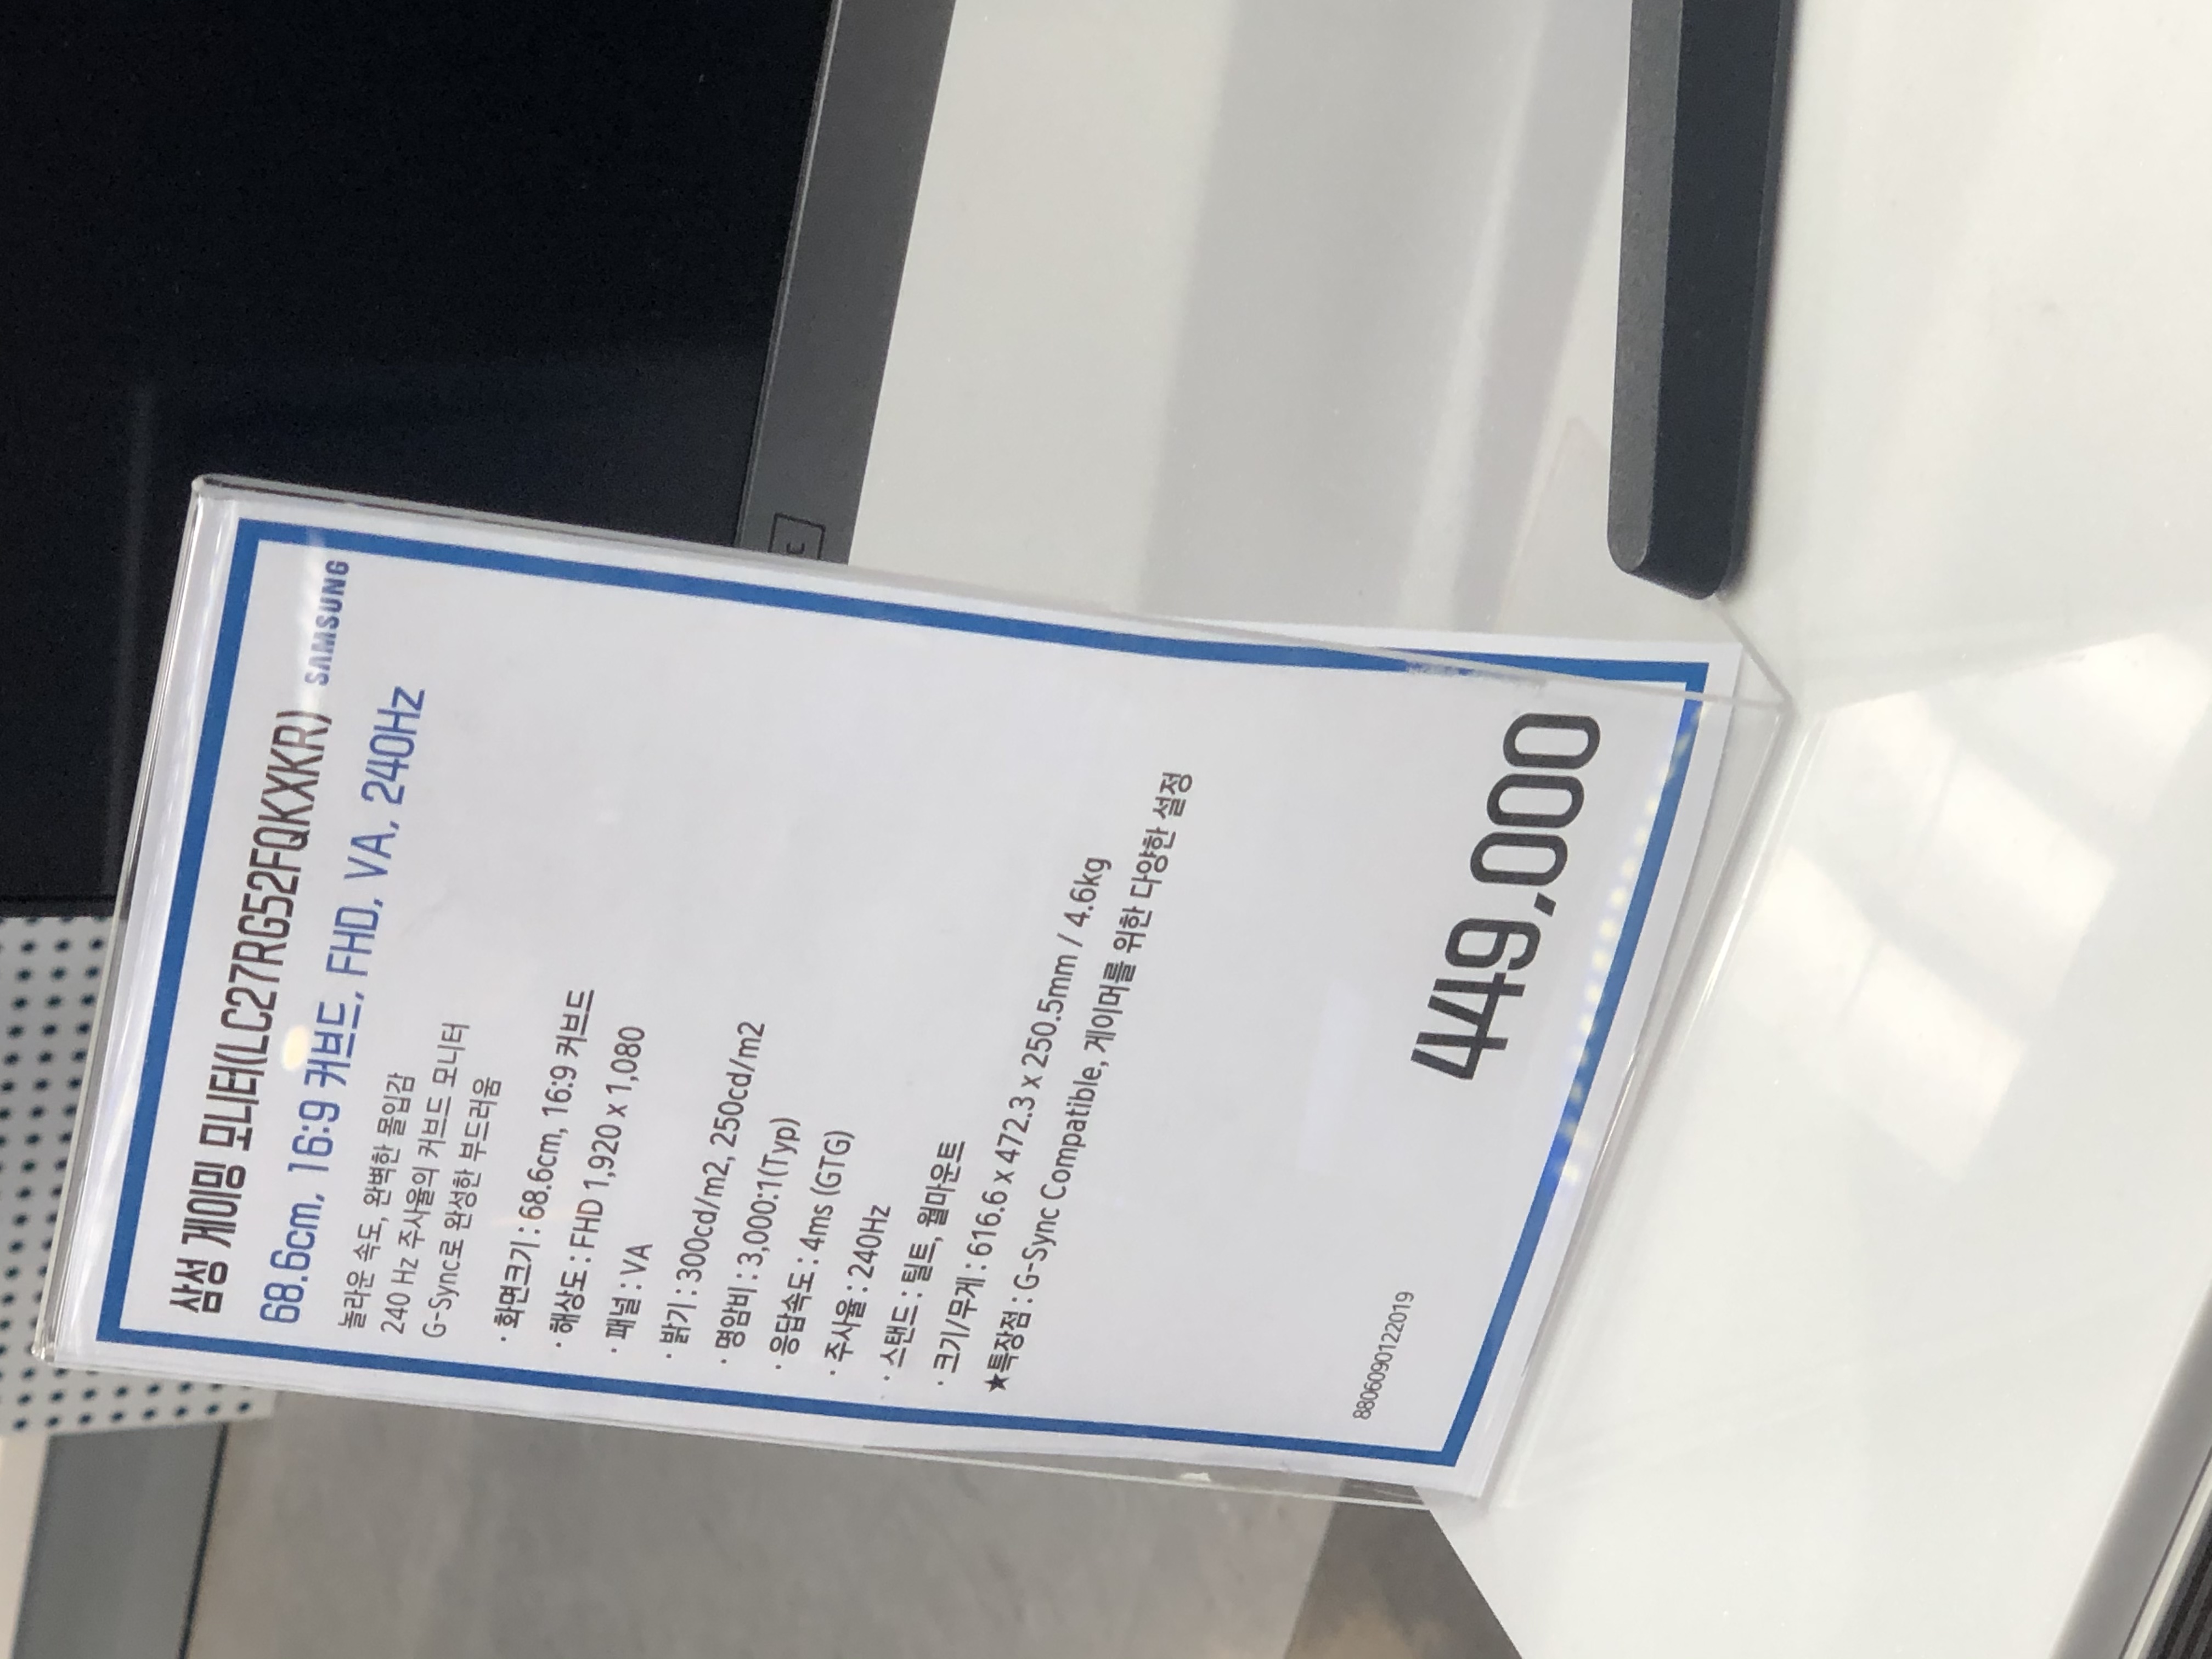 삼성 게이밍 모니터(LC27RG52FQKXKR) SAMSUNG
68.6cm, 16:9 커브드, FHD, VA, 240Hz
놀라운 속도, 완벽한 몰입감
240 Hz 주사율의 커브드 모니터
G-Sync로 완성한 부드러움
· 화면크기 : 68.6cm, 16:9 커브드
· 해상도 : FHD 1,920 x 1,080
· 패널 : VA
· 밝기 : 300cd/m2, 250cd/m2
· 명암비 : 3,000:1(Typ)
· 응답속도 : 4ms (GTG)
· 주사율 : 240Hz
· 스탠드 : 틸트, 월마운트
· 크기/무게 : 616.6 x 472.3 x 250.5mm / 4.6kg
★특장점 : G-Sync Compatible, 게이머를 위한 다양한 설정
8806090122019
449,000